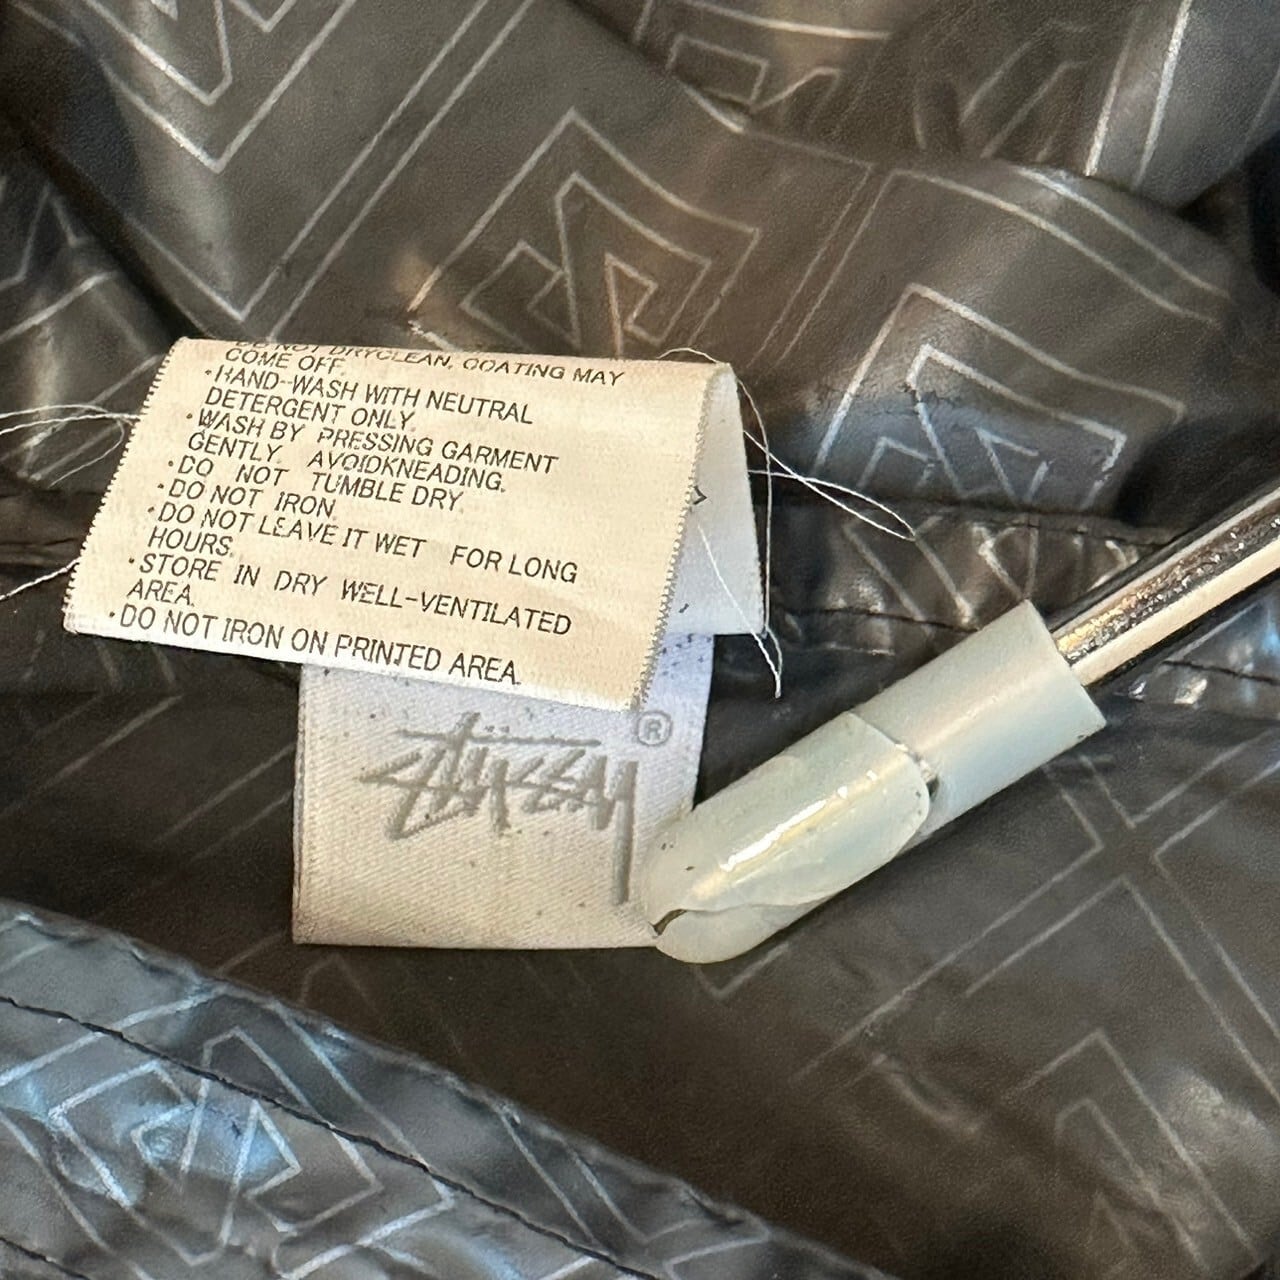 DO NOT DRYCLEAN, COATING MAY
COME OFF.
·HAND-WASH WITH NEUTRAL
DETERGENT ONLY.
·WASH BY PRESSING GARMENT
GENTLY. AVOIDKNEADING.
·DO NOT TUMBLE DRY.
·DO NOT IRON.
·DO NOT LEAVE IT WET FOR LONG
HOURS.
·STORE IN DRY WELL-VENTILATED
AREA.
·DO NOT IRON ON PRINTED AREA.
STÜSSY ®